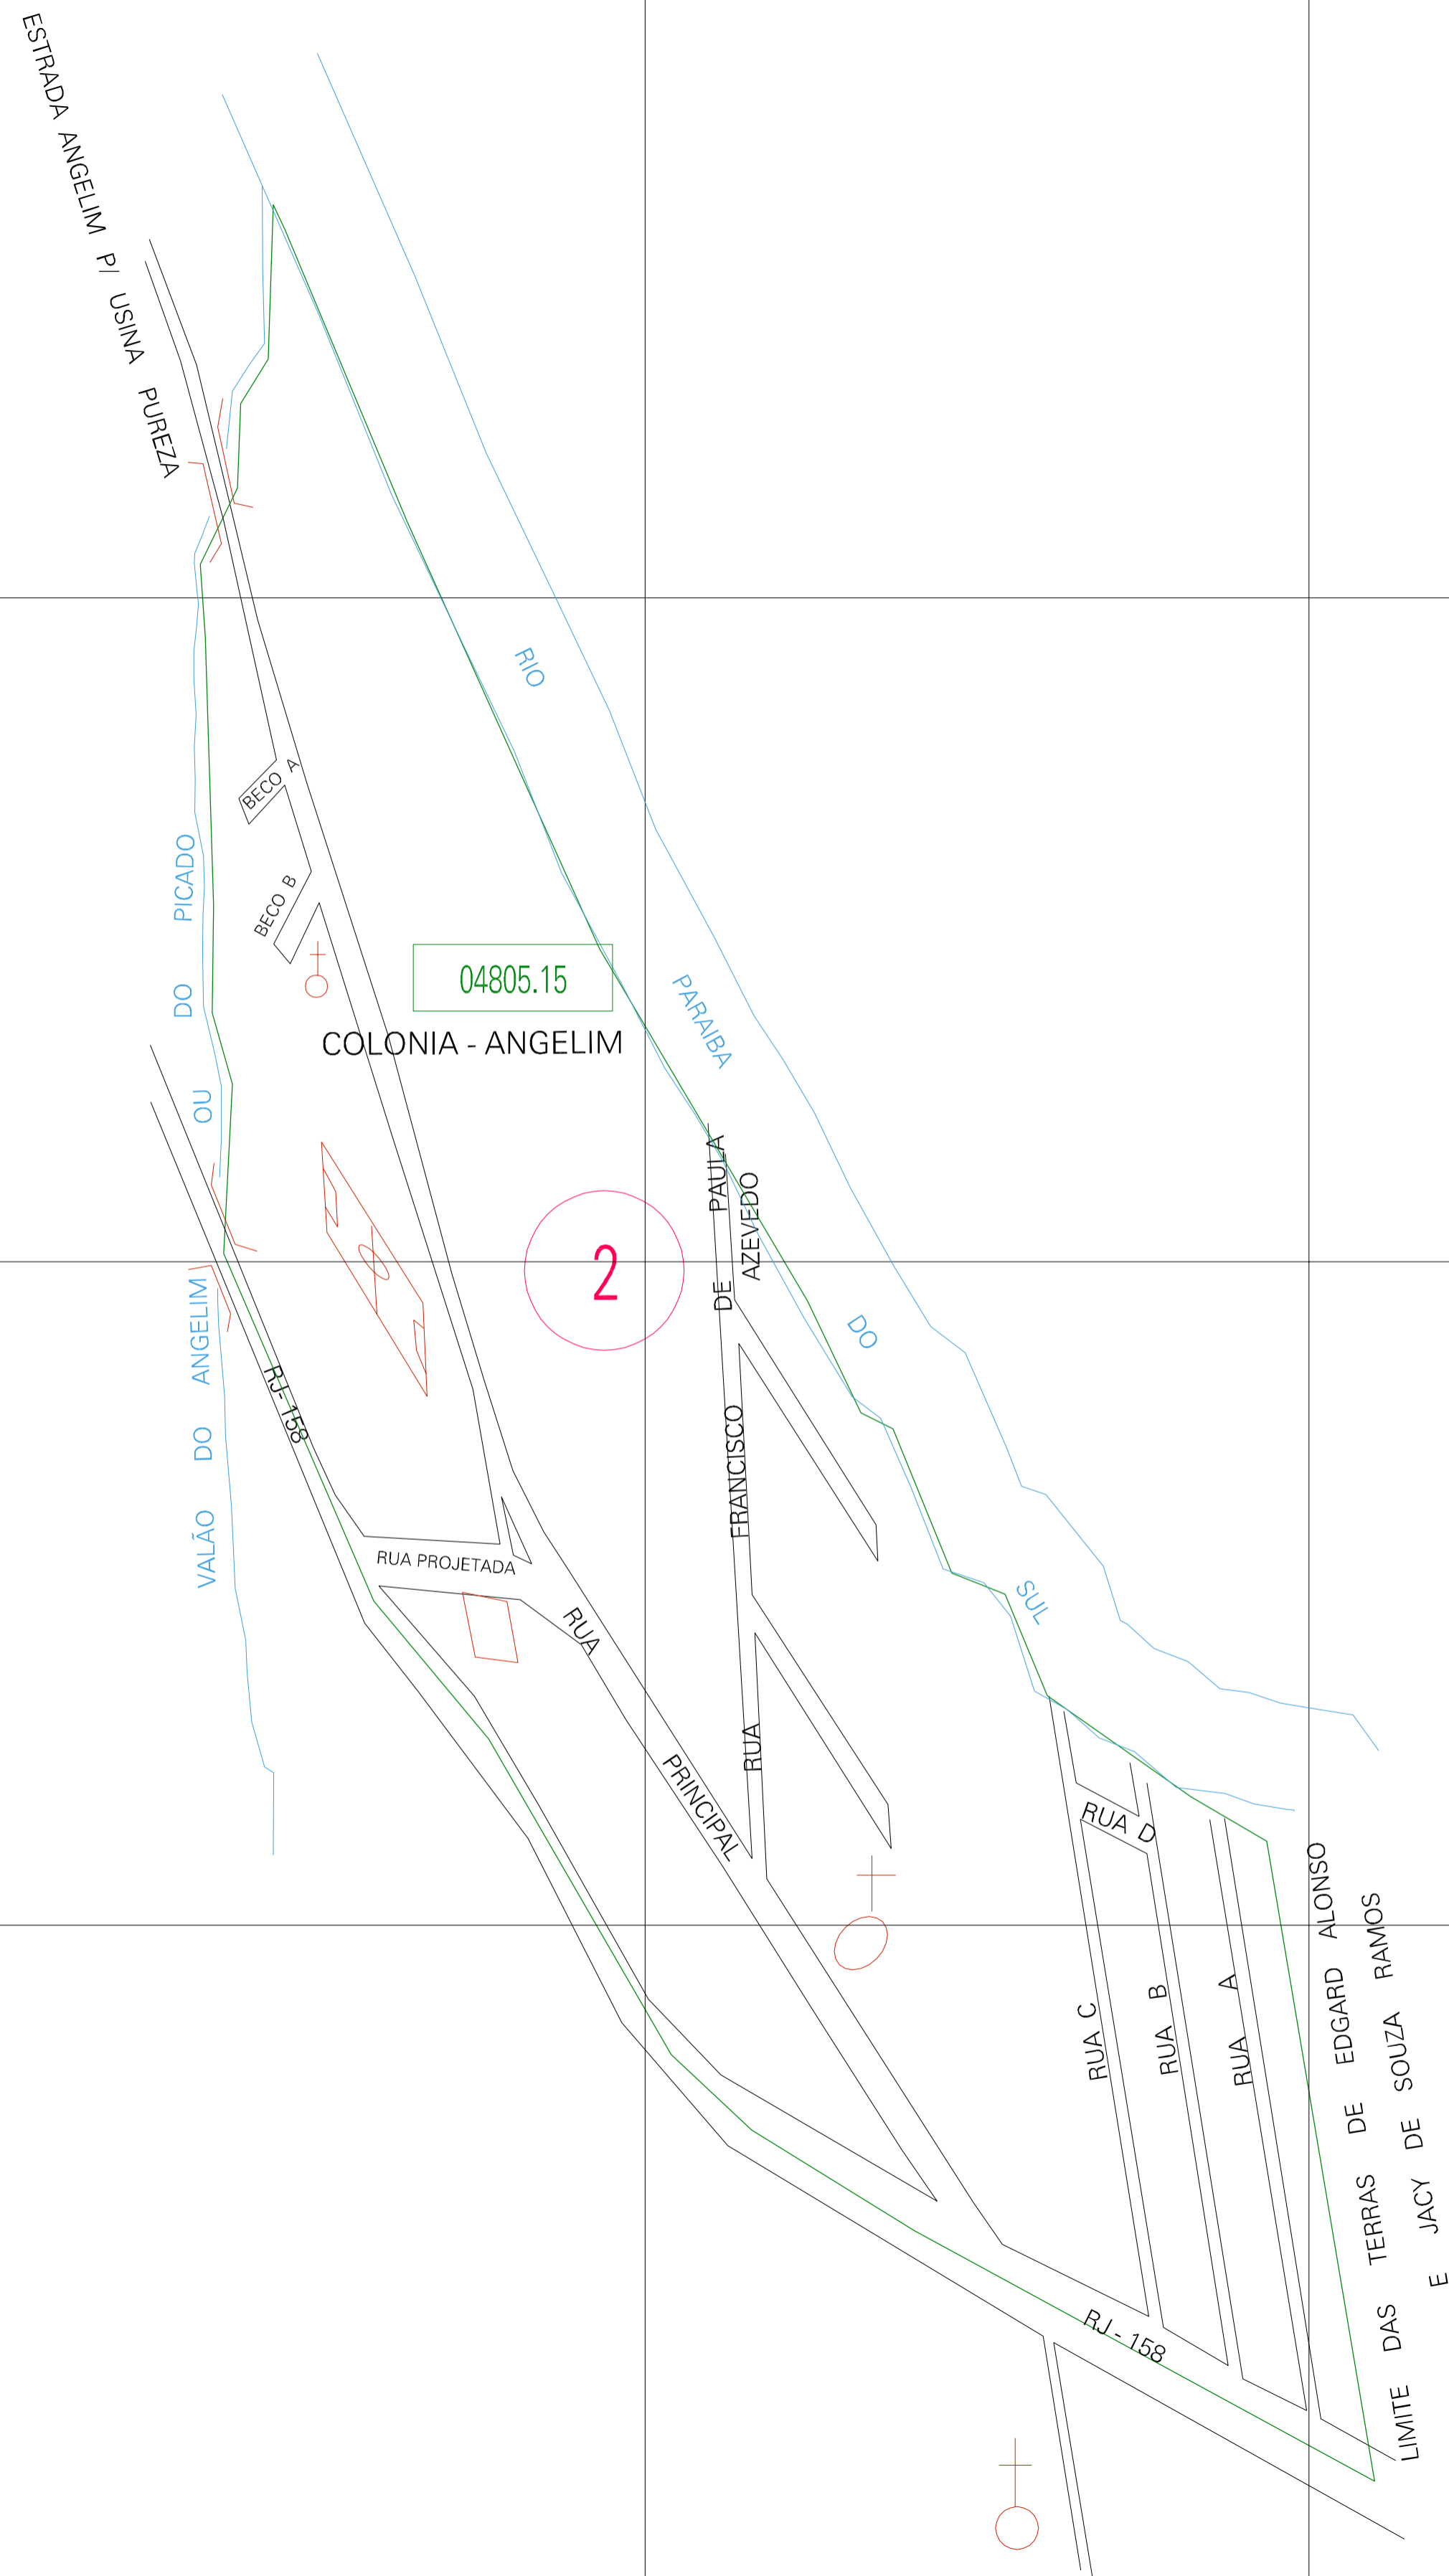 ESTRADA ANGELIM P/ USINA PUREZA
RIO PARAIBA DO SUL
BECO A
BECO B
04805.15
COLONIA - ANGELIM
VALÃO DO ANGELIM OU DO PICADO
2
RUA FRANCISCO DE PAULA
AZEVEDO
RJ- 158
RUA PROJETADA
RUA PRINCIPAL
RUA D
RUA C
RUA B
RUA A
RJ - 158
LIMITE DAS TERRAS DE EDGARD ALONSO
E JACY DE SOUZA RAMOS